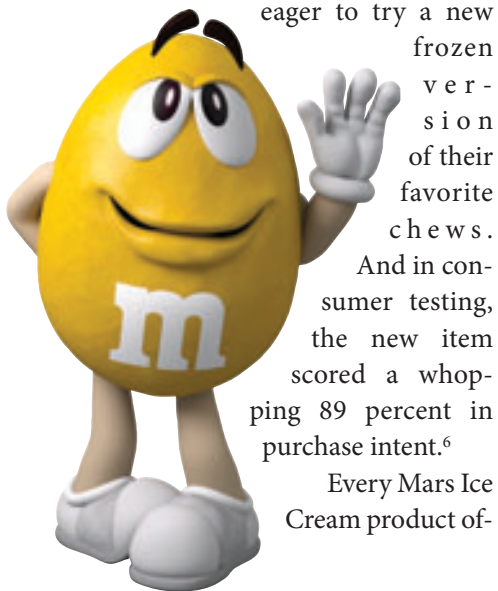 eager to try a new
frozen
ver-
sion
of their
favorite
chews.
And in con-
sumer testing,
the new item
scored a whop-
ping 89 percent in
purchase intent.⁶
Every Mars Ice
Cream product of-
m